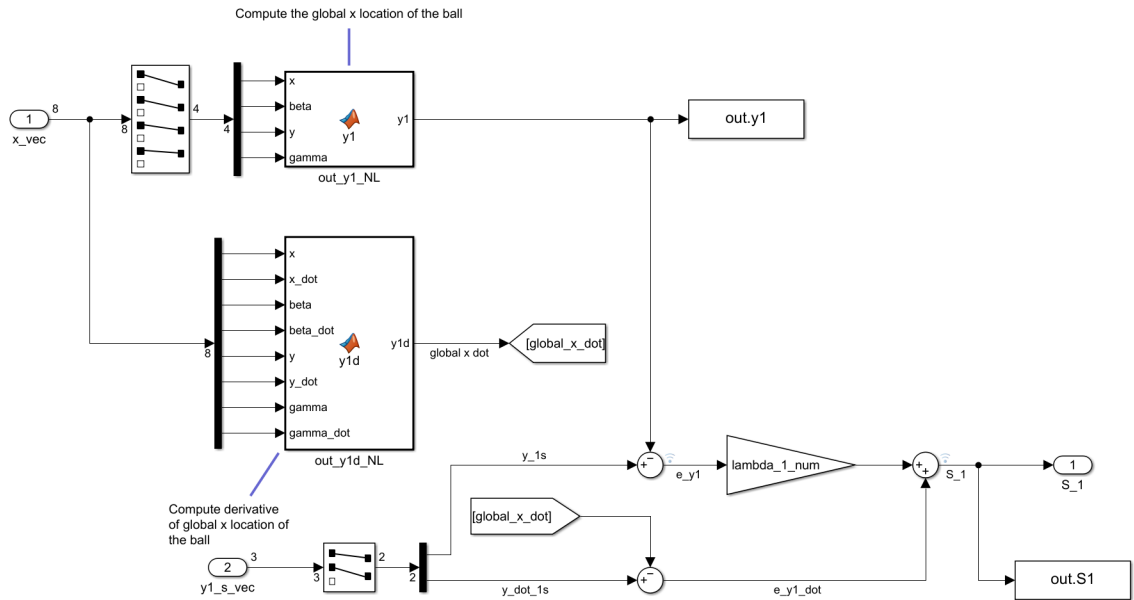 Compute the global x location of the ball
1
x_vec
8
8
4
4
x
beta
y
gamma
y1
y1
out_y1_NL
out.y1
8
x
x_dot
beta
beta_dot
y
y_dot
gamma
gamma_dot
y1d
y1d
out_y1d_NL
global x dot
[global_x_dot]
Compute derivative
of global x location of
the ball
2
y1_s_vec
3
3
2
2
y_1s
[global_x_dot]
y_dot_1s
+
−
e_y1
lambda_1_num
+
−
e_y1_dot
+
+
S_1
1
S_1
out.S1